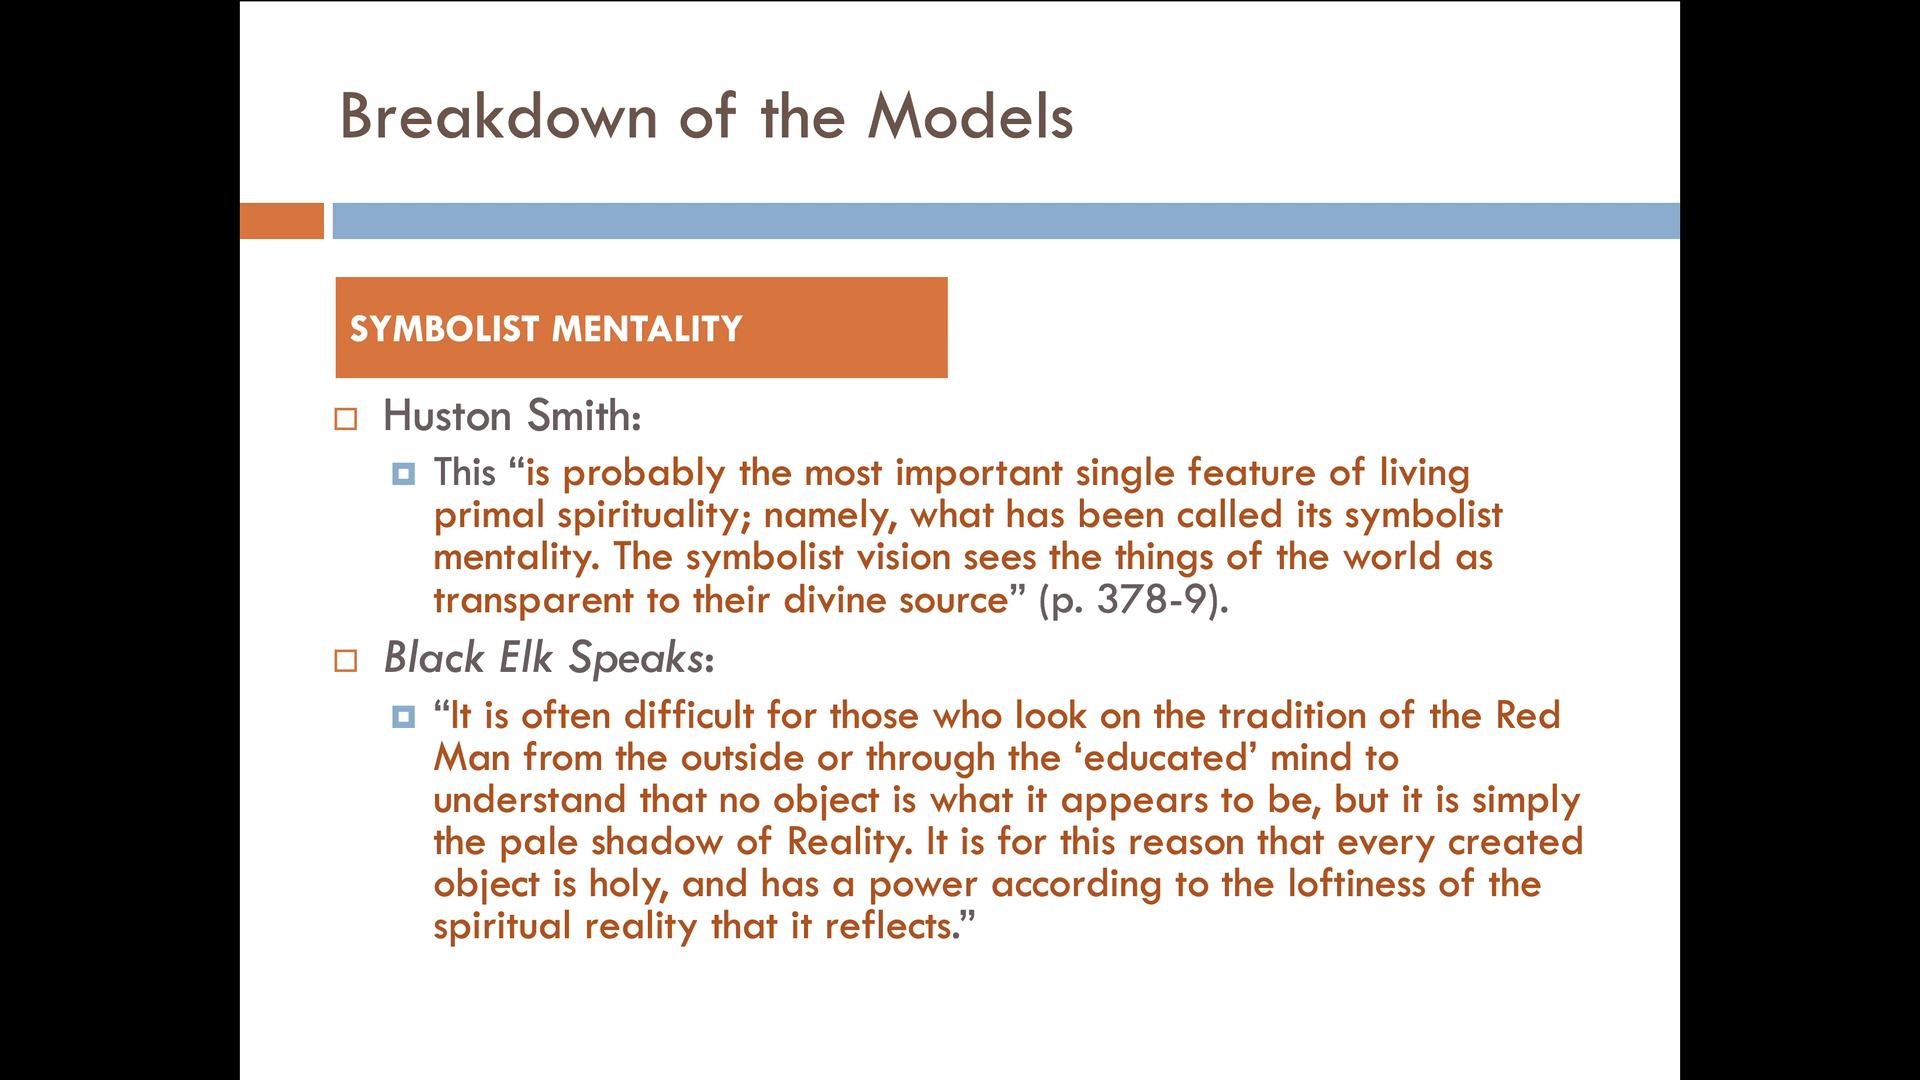 Breakdown of the Models
SYMBOLIST MENTALITY
Huston Smith:
This “is probably the most important single feature of living
primal spirituality; namely, what has been called its symbolist
mentality. The symbolist vision sees the things of the world as
transparent to their divine source” (p. 378-9).
Black Elk Speaks:
“It is often difficult for those who look on the tradition of the Red
Man from the outside or through the ‘educated’ mind to
understand that no object is what it appears to be, but it is simply
the pale shadow of Reality. It is for this reason that every created
object is holy, and has a power according to the loftiness of the
spiritual reality that it reflects.”